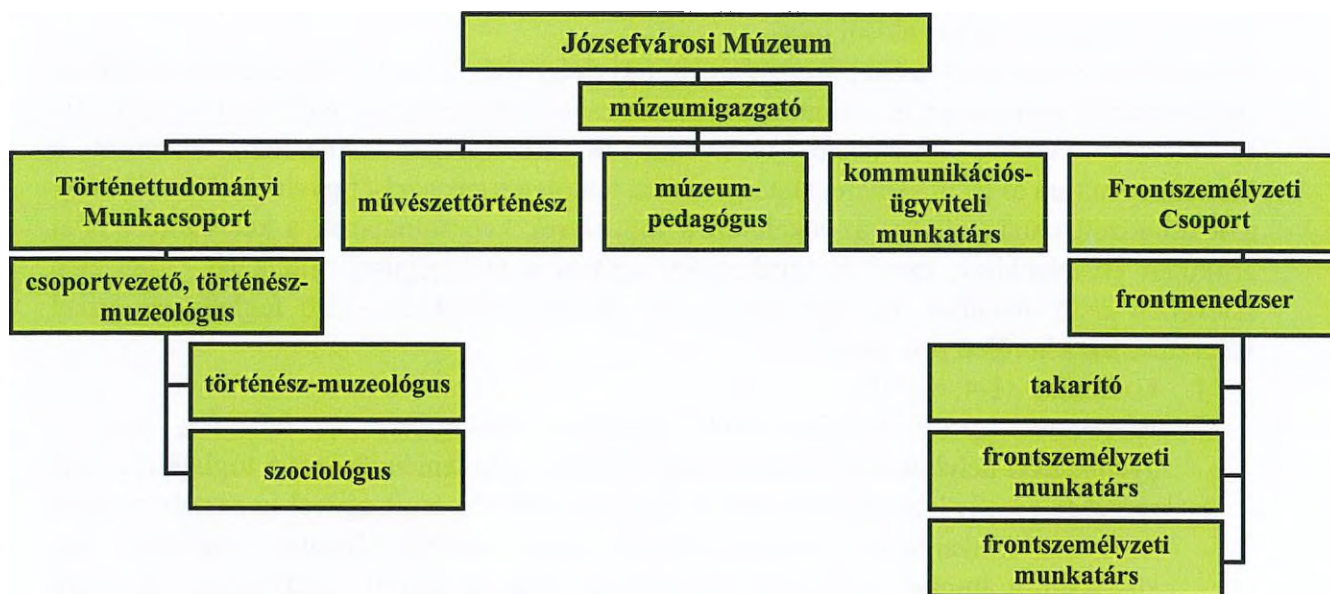 Józsefvárosi Múzeum
múzeumigazgató
Történettudományi
Munkacsoport
művészettörténész
múzeum-
pedagógus
kommunikációs-
ügyviteli
munkatárs
Frontszemélyzeti
Csoport
csoportvezető, történész-
muzeológus
frontmenedzser
történész-muzeológus
szociológus
takarító
frontszemélyzeti
munkatárs
frontszemélyzeti
munkatárs